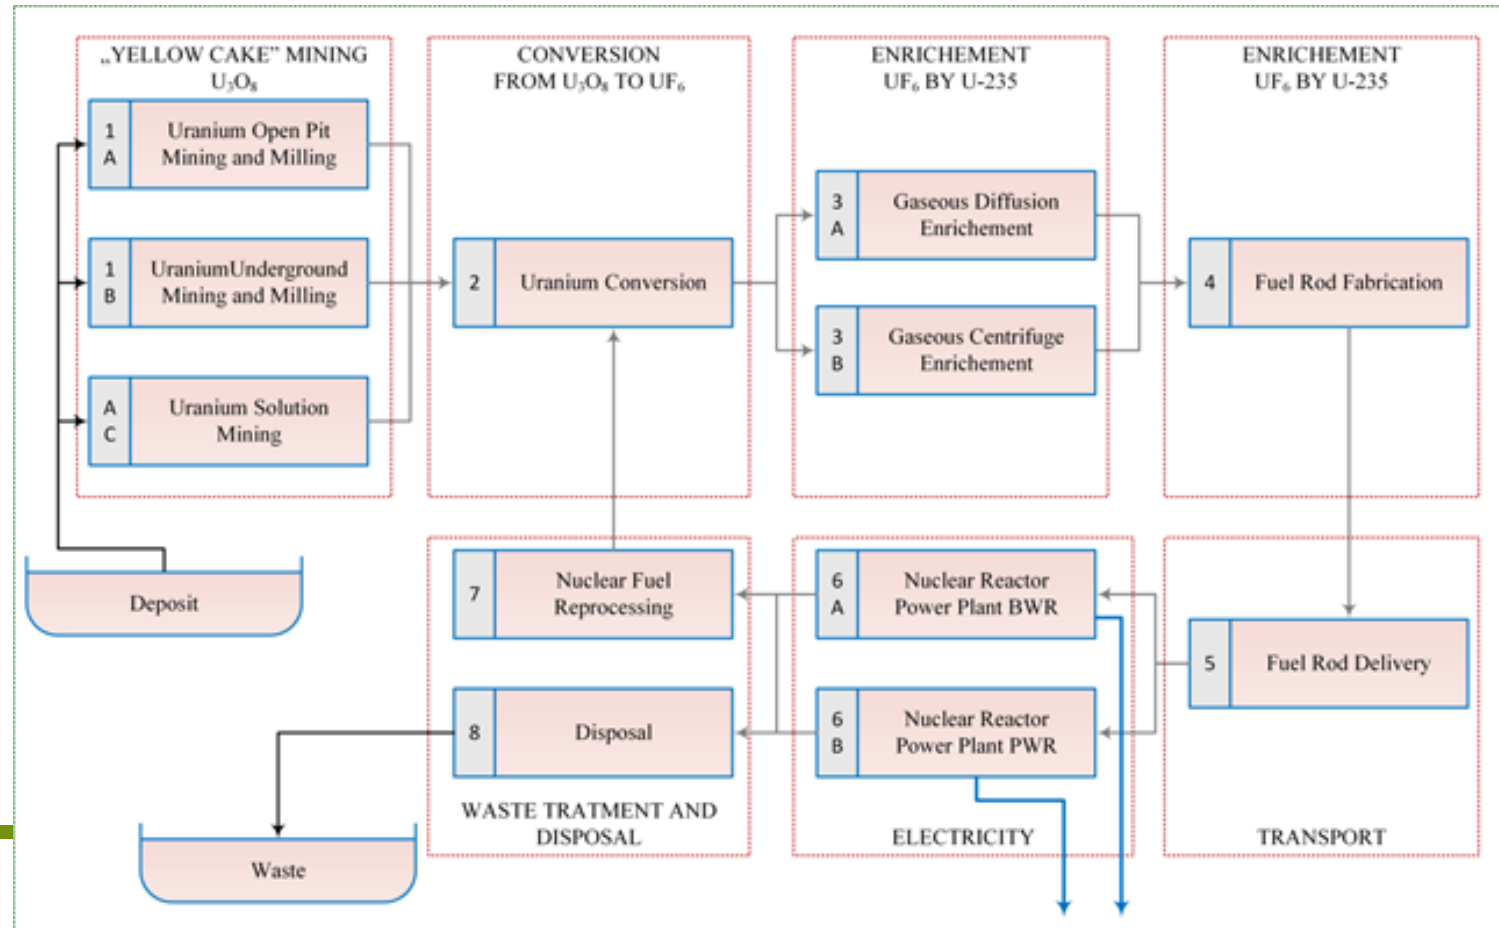 „YELLOW CAKE” MINING
U₃O₈
1
A
Uranium Open Pit
Mining and Milling
1
B
UraniumUnderground
Mining and Milling
A
C
Uranium Solution
Mining
Deposit
CONVERSION
FROM U₃O₈ TO UF₆
2
Uranium Conversion
ENRICHEMENT
UF₆ BY U-235
3
A
Gaseous Diffusion
Enrichement
3
B
Gaseous Centrifuge
Enrichement
ENRICHEMENT
UF₆ BY U-235
4
Fuel Rod Fabrication
5
Fuel Rod Delivery
TRANSPORT
6
A
Nuclear Reactor
Power Plant BWR
6
B
Nuclear Reactor
Power Plant PWR
ELECTRICITY
7
Nuclear Fuel
Reprocessing
8
Disposal
WASTE TRATMENT AND
DISPOSAL
Waste